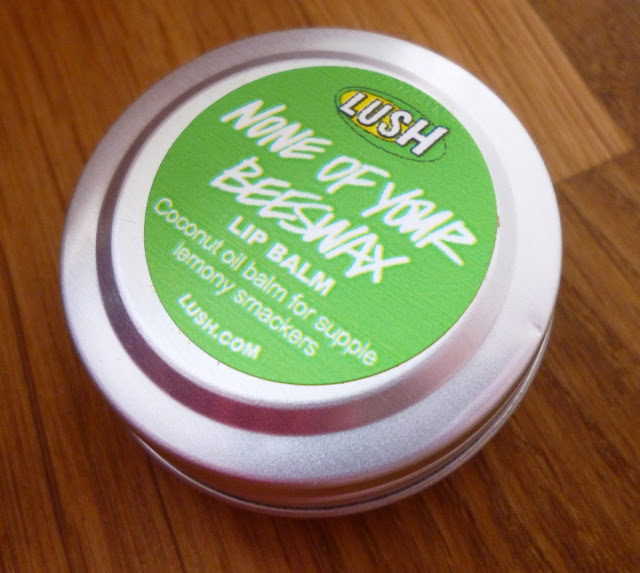 LUSH
NONE OF YOUR
BEESWAX
LIP BALM
Coconut oil balm for supple
lemony smackers
LUSH.COM